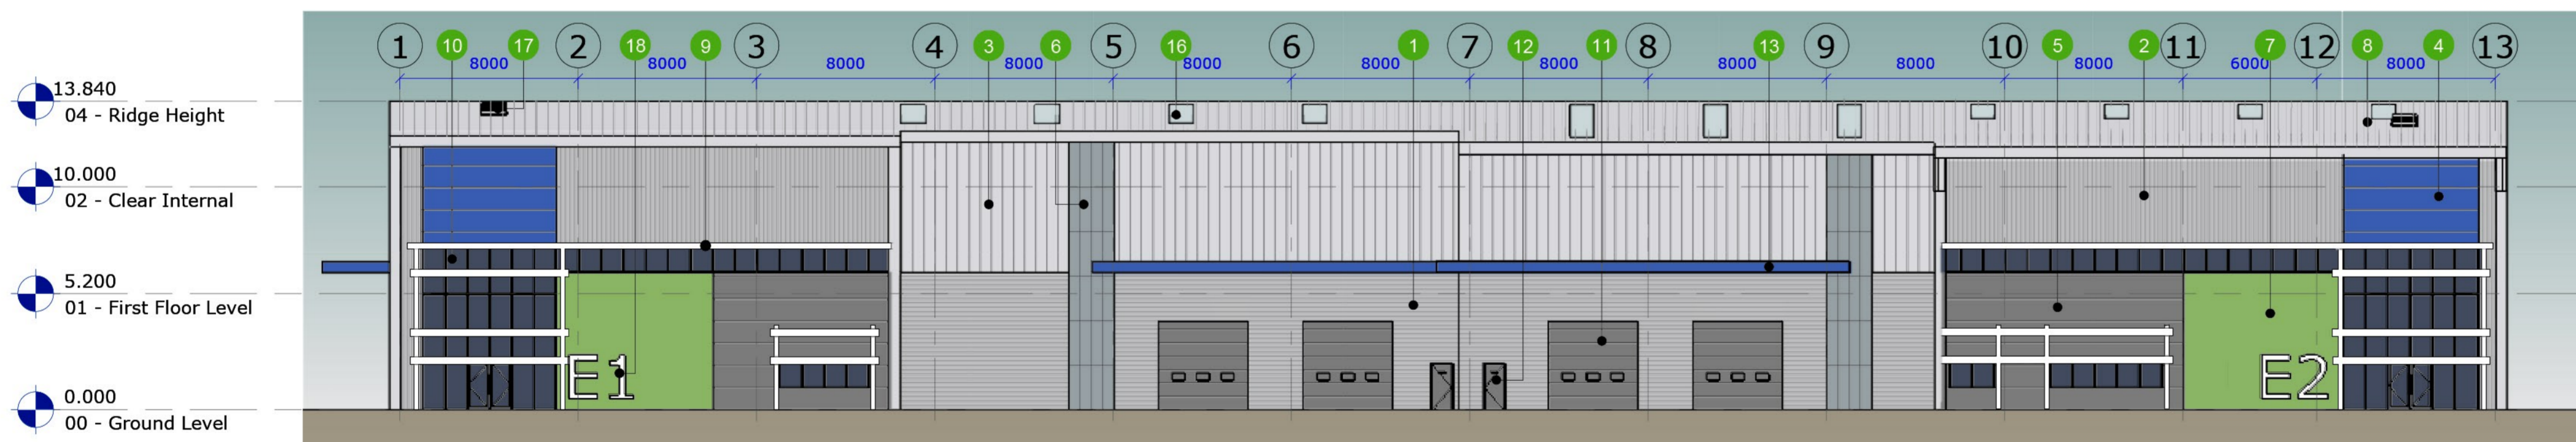 1 10 17 2 18 9 3 4 3 6 5 16 6 1 7 12 11 8 13 9 10 5 2 11 7 12 8 4 13
8000 8000 8000 8000 8000 8000 8000 8000 8000 8000 6000 8000
13.840
04 - Ridge Height
10.000
02 - Clear Internal
5.200
01 - First Floor Level
E1 E2
0.000
00 - Ground Level